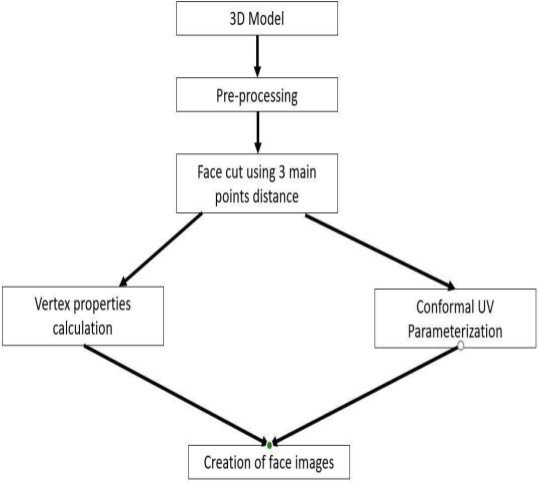 3D Model
Pre-processing
Face cut using 3 main
points distance
Vertex properties
calculation
Conformal UV
Parameterization
Creation of face images